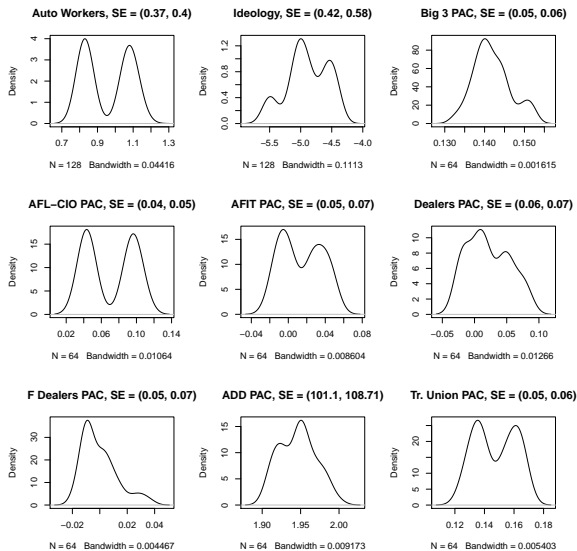 Auto Workers, SE = (0.37, 0.4)
Density
0 1 2 3 4
0.7 0.9 1.1 1.3
N = 128 Bandwidth = 0.04416
Ideology, SE = (0.42, 0.58)
Density
0.0 0.4 0.8 1.2
−5.5 −5.0 −4.5 −4.0
N = 128 Bandwidth = 0.1113
Big 3 PAC, SE = (0.05, 0.06)
Density
0 20 40 60 80
0.130 0.140 0.150
N = 64 Bandwidth = 0.001615
AFL−CIO PAC, SE = (0.04, 0.05)
Density
0 5 10 15
0.02 0.06 0.10 0.14
N = 64 Bandwidth = 0.01064
AFIT PAC, SE = (0.05, 0.07)
Density
0 5 10 15
−0.04 0.00 0.04 0.08
N = 64 Bandwidth = 0.008604
Dealers PAC, SE = (0.06, 0.07)
Density
0 2 4 6 8 10
−0.05 0.00 0.05 0.10
N = 64 Bandwidth = 0.01266
F Dealers PAC, SE = (0.05, 0.07)
Density
0 10 20 30
−0.02 0.00 0.02 0.04
N = 64 Bandwidth = 0.004467
ADD PAC, SE = (101.1, 108.71)
Density
0 5 10 15
1.90 1.95 2.00
N = 64 Bandwidth = 0.009173
Tr. Union PAC, SE = (0.05, 0.06)
Density
0 5 10 15 20
0.12 0.14 0.16 0.18
N = 64 Bandwidth = 0.005403